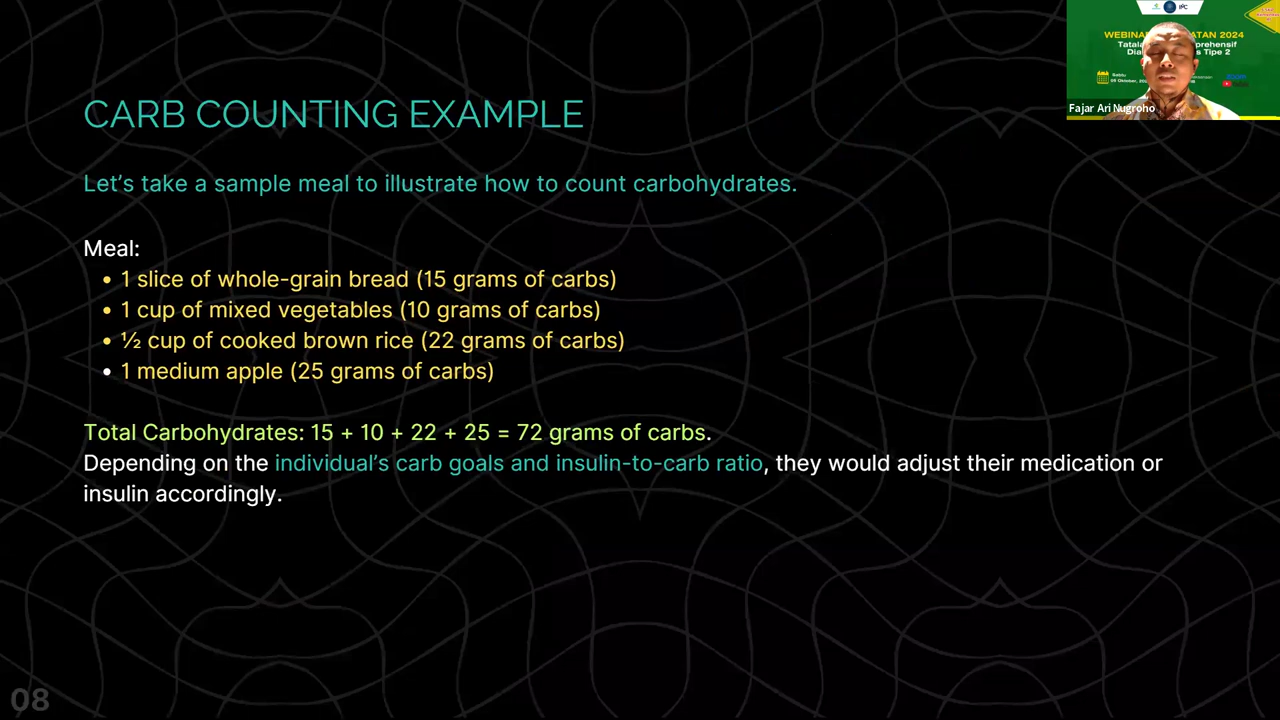 IPC
WEBINAR
ATAN 2024
Tatala
prehensif
Dia
s Tipe 2
Sabtu
Fajar Ari Nugroho
CARB COUNTING EXAMPLE
Let’s take a sample meal to illustrate how to count carbohydrates.
Meal:
• 1 slice of whole-grain bread (15 grams of carbs)
• 1 cup of mixed vegetables (10 grams of carbs)
• ½ cup of cooked brown rice (22 grams of carbs)
• 1 medium apple (25 grams of carbs)
Total Carbohydrates: 15 + 10 + 22 + 25 = 72 grams of carbs.
Depending on the individual’s carb goals and insulin-to-carb ratio, they would adjust their medication or
insulin accordingly.
08